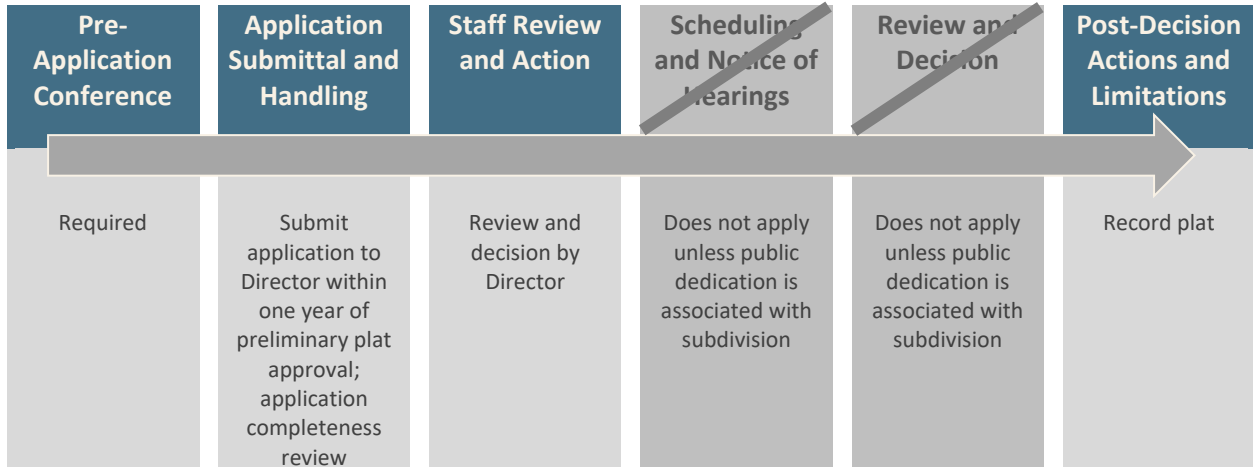 Pre-
Application
Conference
Application
Submittal and
Handling
Staff Review
and Action
Scheduling
and Notice of
Hearings
Review and
Decision
Post-Decision
Actions and
Limitations
Required
Submit
application to
Director within
one year of
preliminary plat
approval;
application
completeness
review
Review and
decision by
Director
Does not apply
unless public
dedication is
associated with
subdivision
Does not apply
unless public
dedication is
associated with
subdivision
Record plat